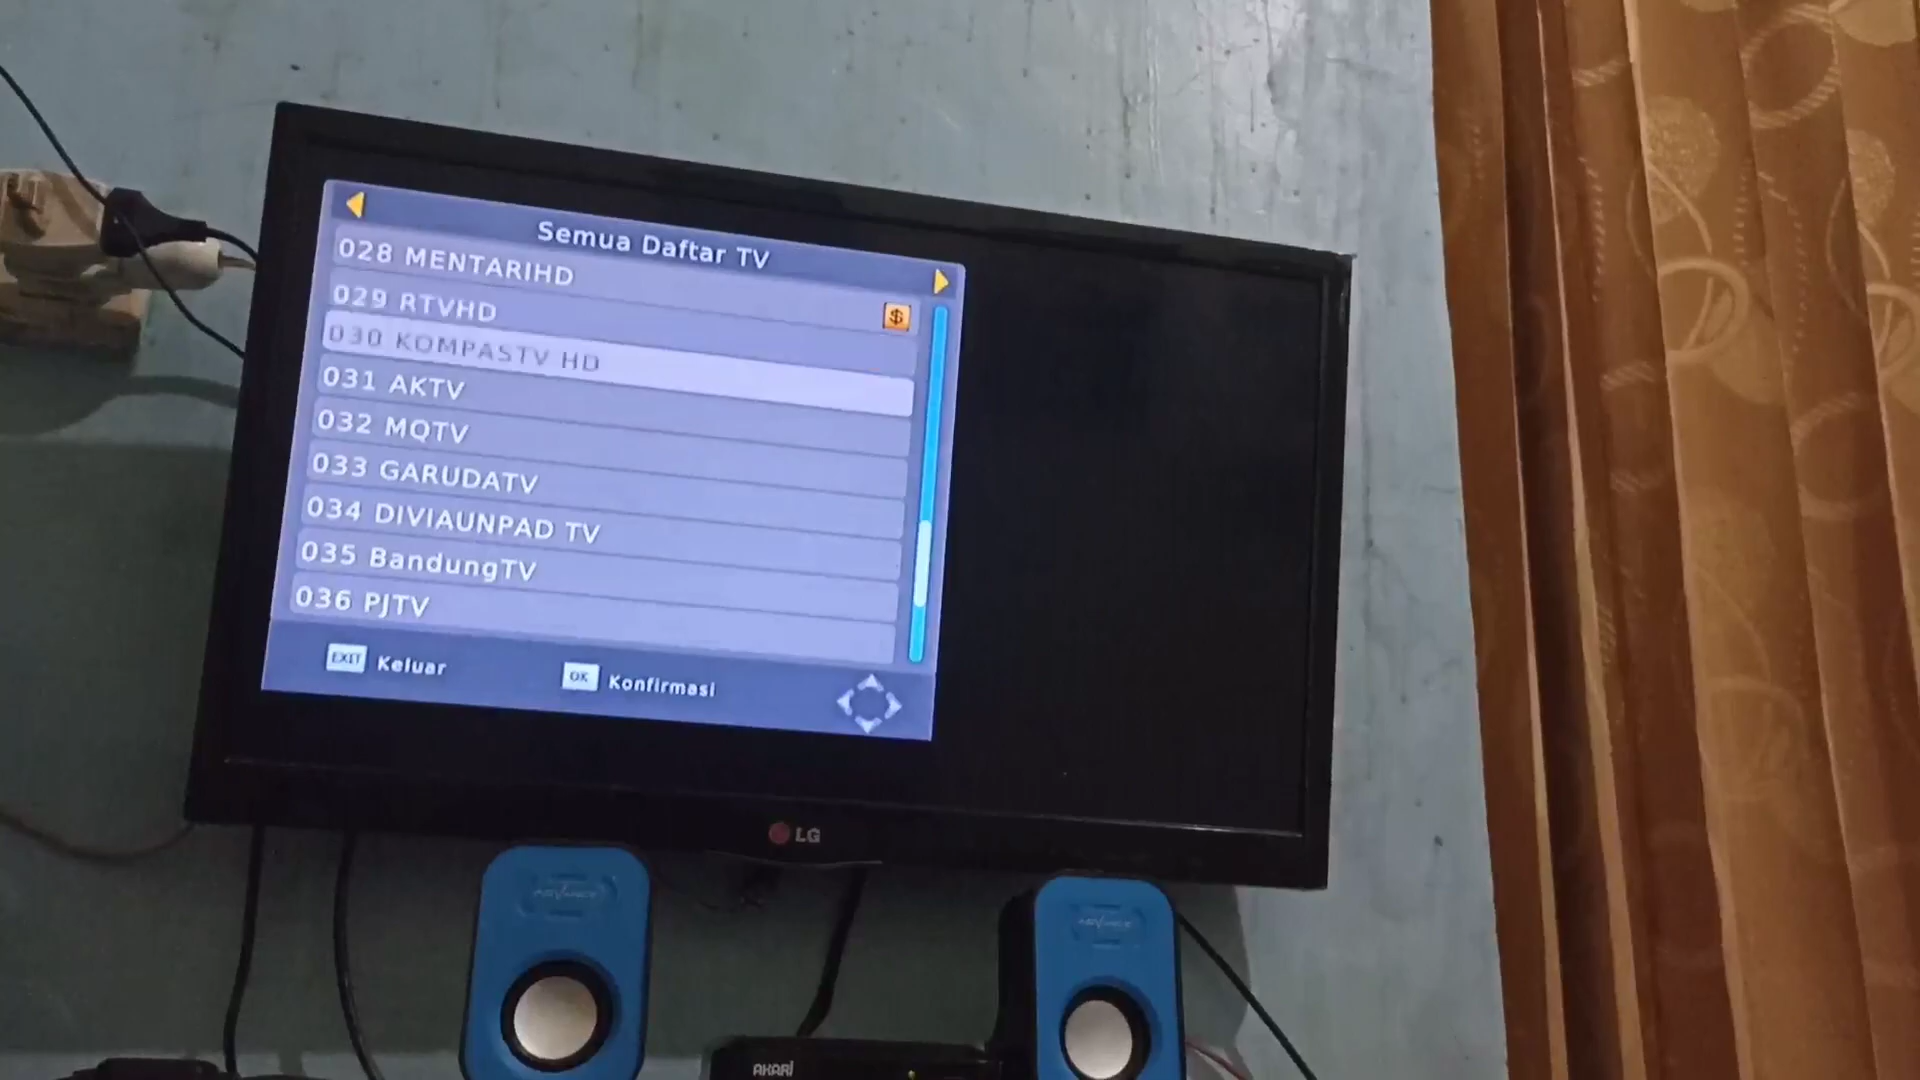 Semua Daftar TV
028 MENTARIHD
029 RTVHD
$
030 KOMPASTV HD
031 AKTV
032 MQTV
033 GARUDATV
034 DIVIAUNPAD TV
035 BandungTV
036 PJTV
EXIT Keluar
OK Konfirmasi
LG
AKARI